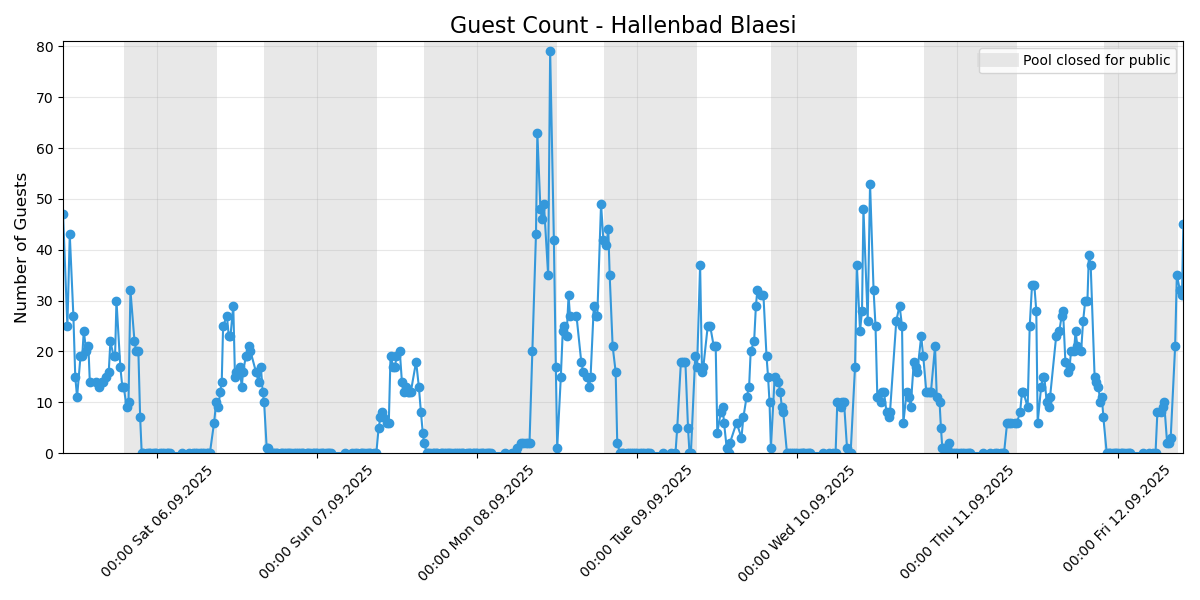 Guest Count - Hallenbad Blaesi
Pool closed for public
Number of Guests
80
70
60
50
40
30
20
10
0
00:00 Sat 06.09.2025
00:00 Sun 07.09.2025
00:00 Mon 08.09.2025
00:00 Tue 09.09.2025
00:00 Wed 10.09.2025
00:00 Thu 11.09.2025
00:00 Fri 12.09.2025